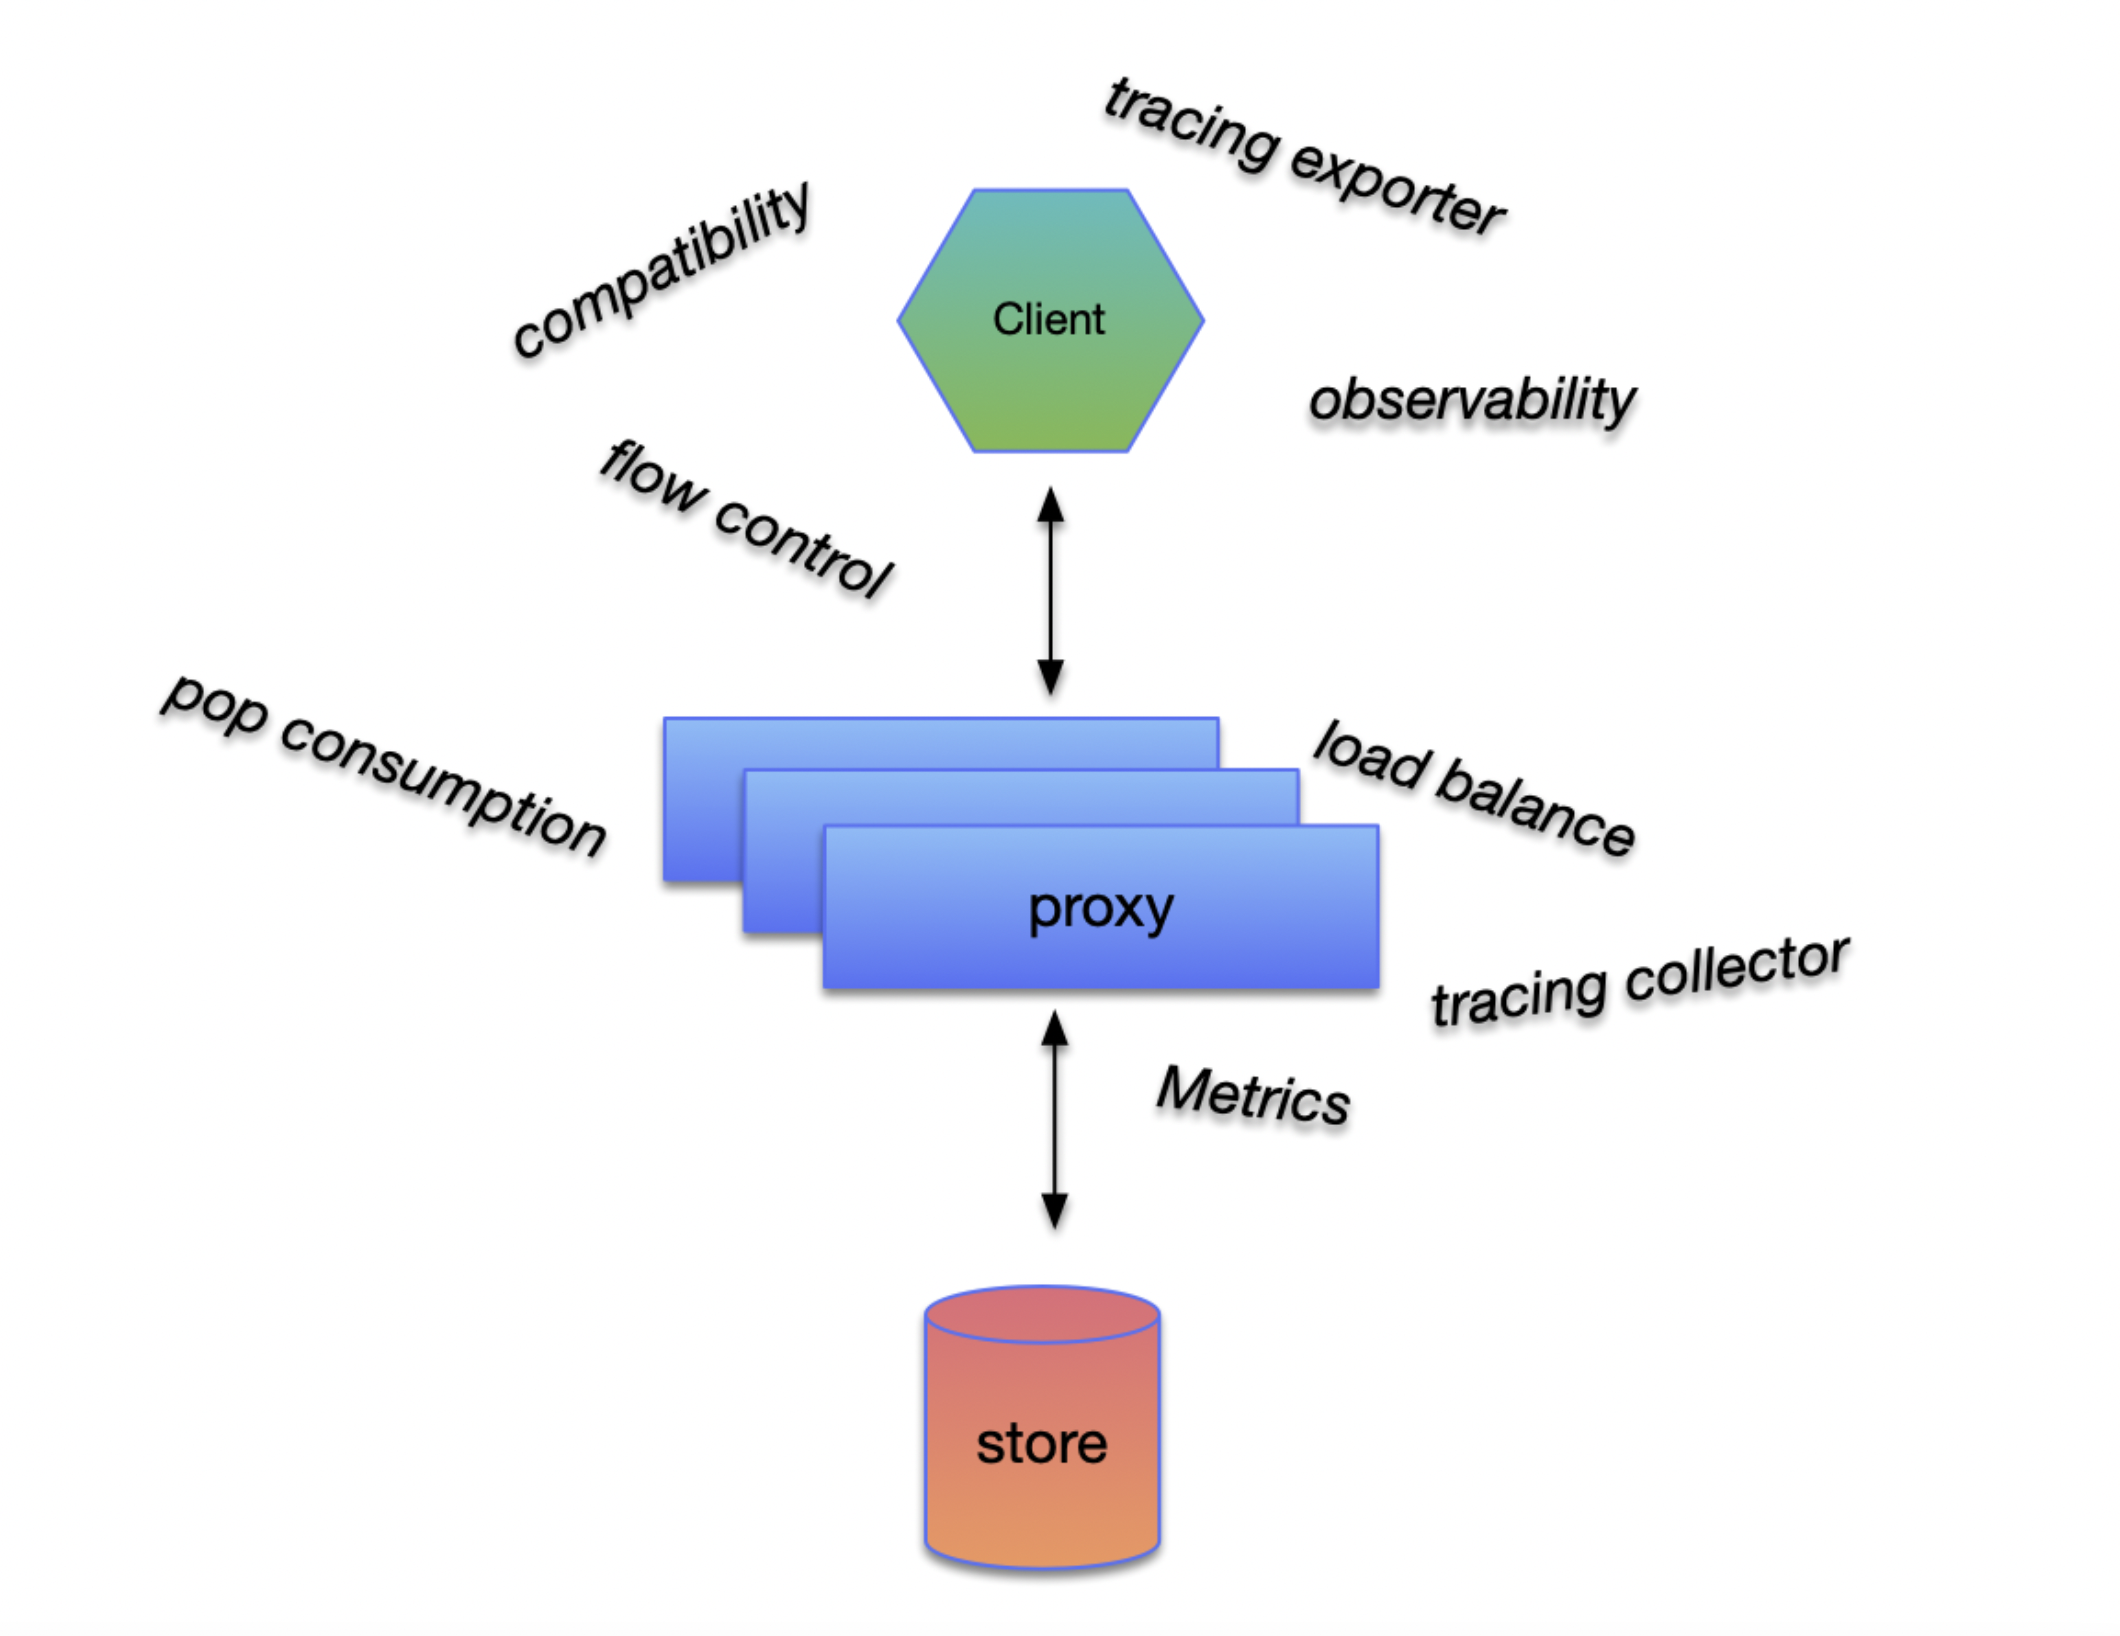 tracing exporter
compatibility
Client
observability
flow control
pop consumption
load balance
proxy
tracing collector
Metrics
store